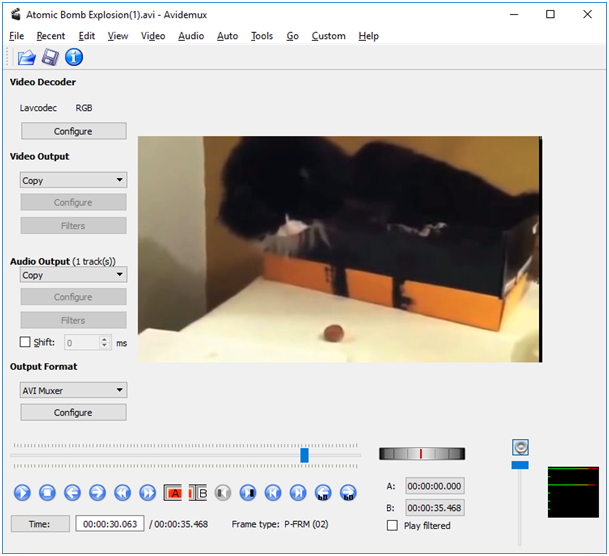 Atomic Bomb Explosion(1).avi - Avidemux
File Recent Edit View Video Audio Auto Tools Go Custom Help
Video Decoder
Lavcodec RGB
Configure
Video Output
Copy
Configure
Filters
Audio Output (1 track(s))
Copy
Configure
Filters
Shift: 0 ms
Output Format
AVI Muxer
Configure
A B
A: 00:00:00.000
B: 00:00:35.468
Play filtered
Time: 00:00:30.063 / 00:00:35.468 Frame type: P-FRM (02)